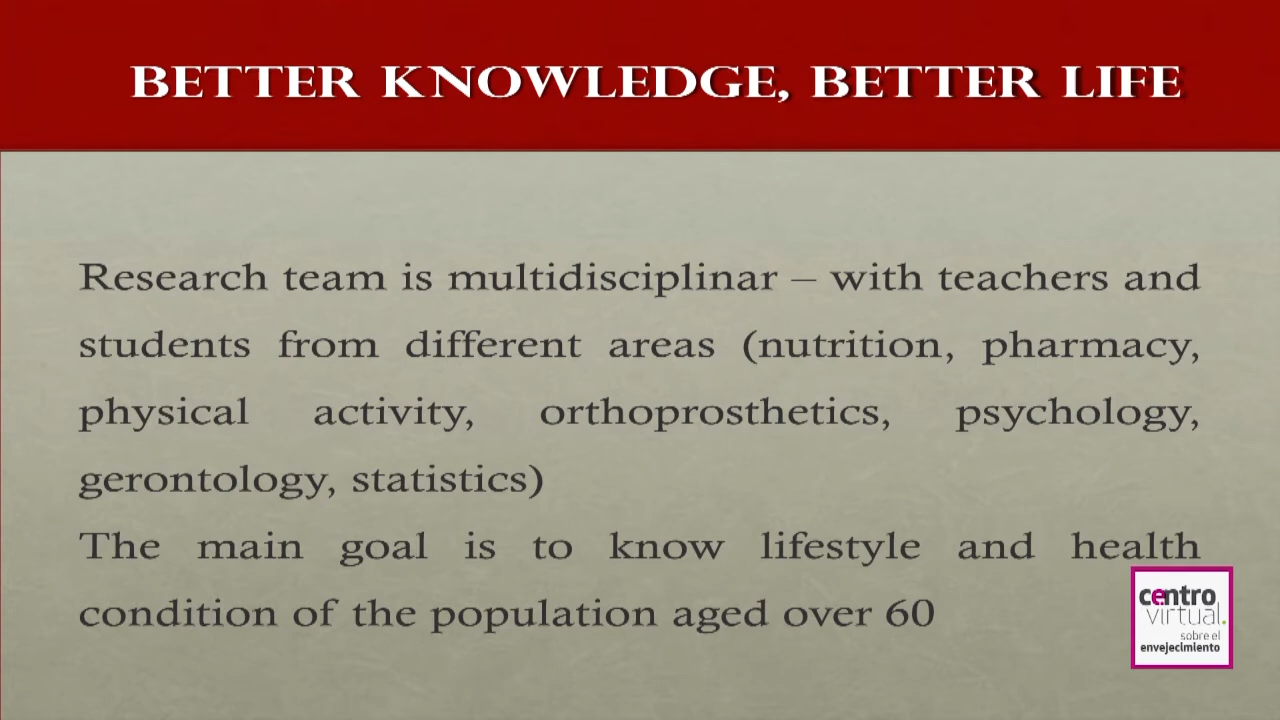 BETTER KNOWLEDGE, BETTER LIFE
Research team is multidisciplinar – with teachers and
students from different areas (nutrition, pharmacy,
physical activity, orthoprosthetics, psychology,
gerontology, statistics)
The main goal is to know lifestyle and health
condition of the population aged over 60
centro
virtual.
sobre el
envejecimiento